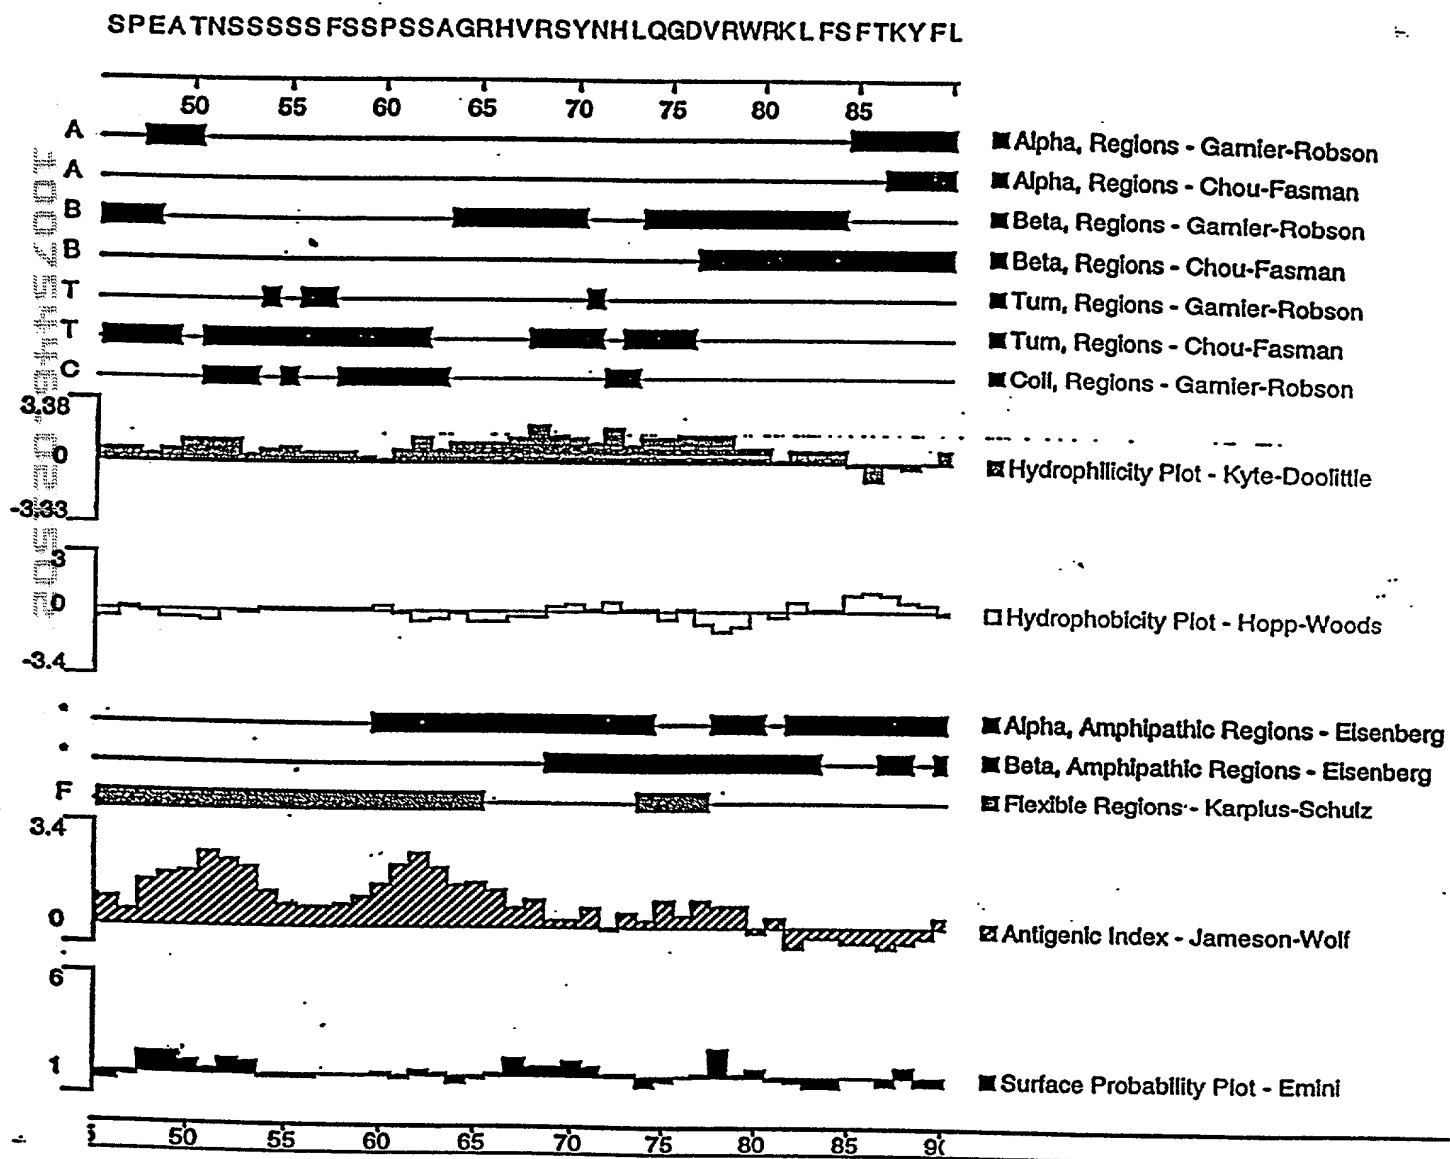 SPEATNSSSSSFSSPSSAGRHVRSYNHLQGDVRWRKLFSFTKYFL
50 55 60 65 70 75 80 85
A Alpha, Regions - Garnier-Robson
A Alpha, Regions - Chou-Fasman
B Beta, Regions - Garnier-Robson
B Beta, Regions - Chou-Fasman
T Turn, Regions - Garnier-Robson
T Turn, Regions - Chou-Fasman
C Coil, Regions - Garnier-Robson
3.38
0
Hydrophilicity Plot - Kyte-Doolittle
-3.33
3
0
Hydrophobicity Plot - Hopp-Woods
-3.4
* Alpha, Amphipathic Regions - Eisenberg
* Beta, Amphipathic Regions - Eisenberg
F Flexible Regions - Karplus-Schulz
3.4
0
Antigenic Index - Jameson-Wolf
6
1
Surface Probability Plot - Emini
50 55 60 65 70 75 80 85 90